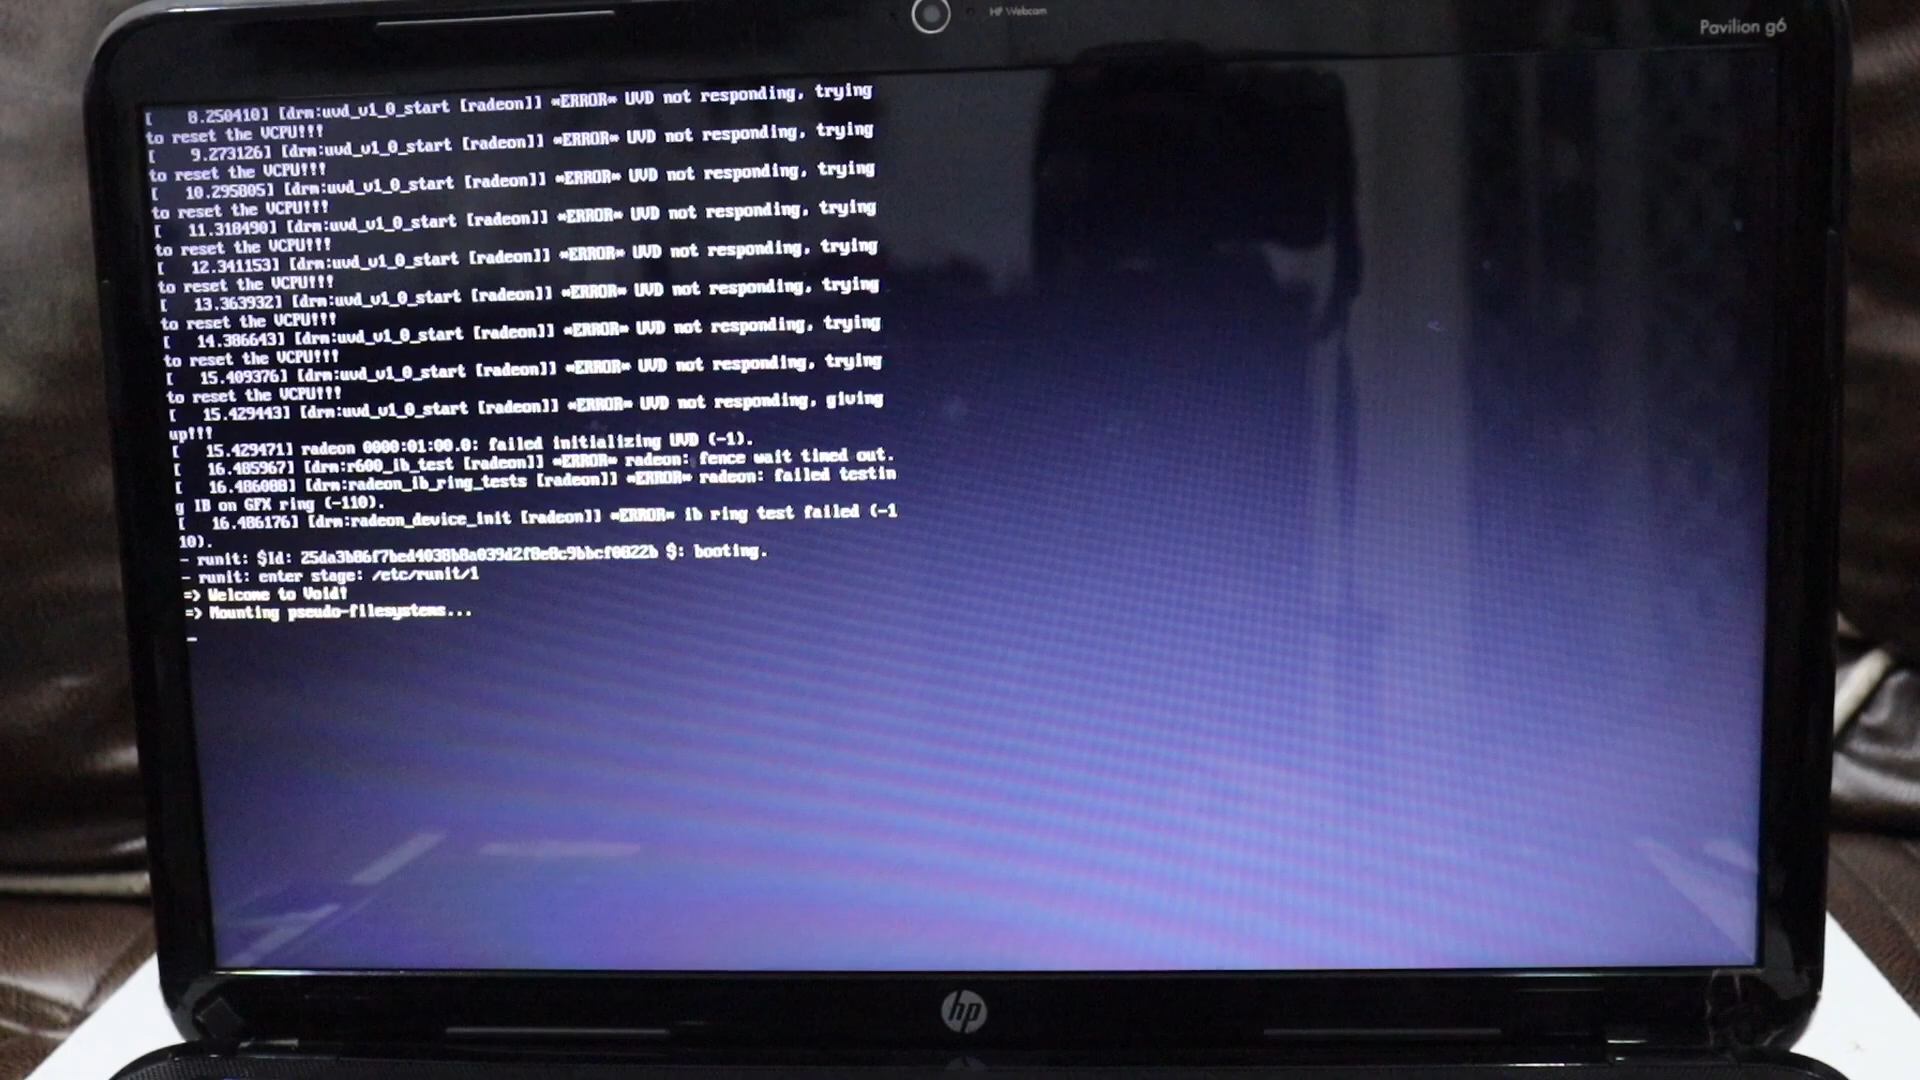 HP Webcam
Pavilion g6
[    8.250410] [drm:uvd_v1_0_start [radeon]] *ERROR* UVD not responding, trying
to reset the VCPU!!!
[    9.273126] [drm:uvd_v1_0_start [radeon]] *ERROR* UVD not responding, trying
to reset the VCPU!!!
[   10.295805] [drm:uvd_v1_0_start [radeon]] *ERROR* UVD not responding, trying
to reset the VCPU!!!
[   11.318490] [drm:uvd_v1_0_start [radeon]] *ERROR* UVD not responding, trying
to reset the VCPU!!!
[   12.341153] [drm:uvd_v1_0_start [radeon]] *ERROR* UVD not responding, trying
to reset the VCPU!!!
[   13.363932] [drm:uvd_v1_0_start [radeon]] *ERROR* UVD not responding, trying
to reset the VCPU!!!
[   14.386643] [drm:uvd_v1_0_start [radeon]] *ERROR* UVD not responding, trying
to reset the VCPU!!!
[   15.409376] [drm:uvd_v1_0_start [radeon]] *ERROR* UVD not responding, trying
to reset the VCPU!!!
[   15.429443] [drm:uvd_v1_0_start [radeon]] *ERROR* UVD not responding, giving
up!!!
[   15.429471] radeon 0000:01:00.0: failed initializing UVD (-1).
[   16.485967] [drm:r600_ib_test [radeon]] *ERROR* radeon: fence wait timed out.
[   16.486088] [drm:radeon_ib_ring_tests [radeon]] *ERROR* radeon: failed testin
g IB on GFX ring (-110).
[   16.486176] [drm:radeon_device_init [radeon]] *ERROR* ib ring test failed (-1
10).
- runit: $Id: 25da3b86f7bed4038b8a039d2f8e8c9bbcf0822b $: booting.
- runit: enter stage: /etc/runit/1
=> Welcome to Void!
=> Mounting pseudo-filesystems...
hp